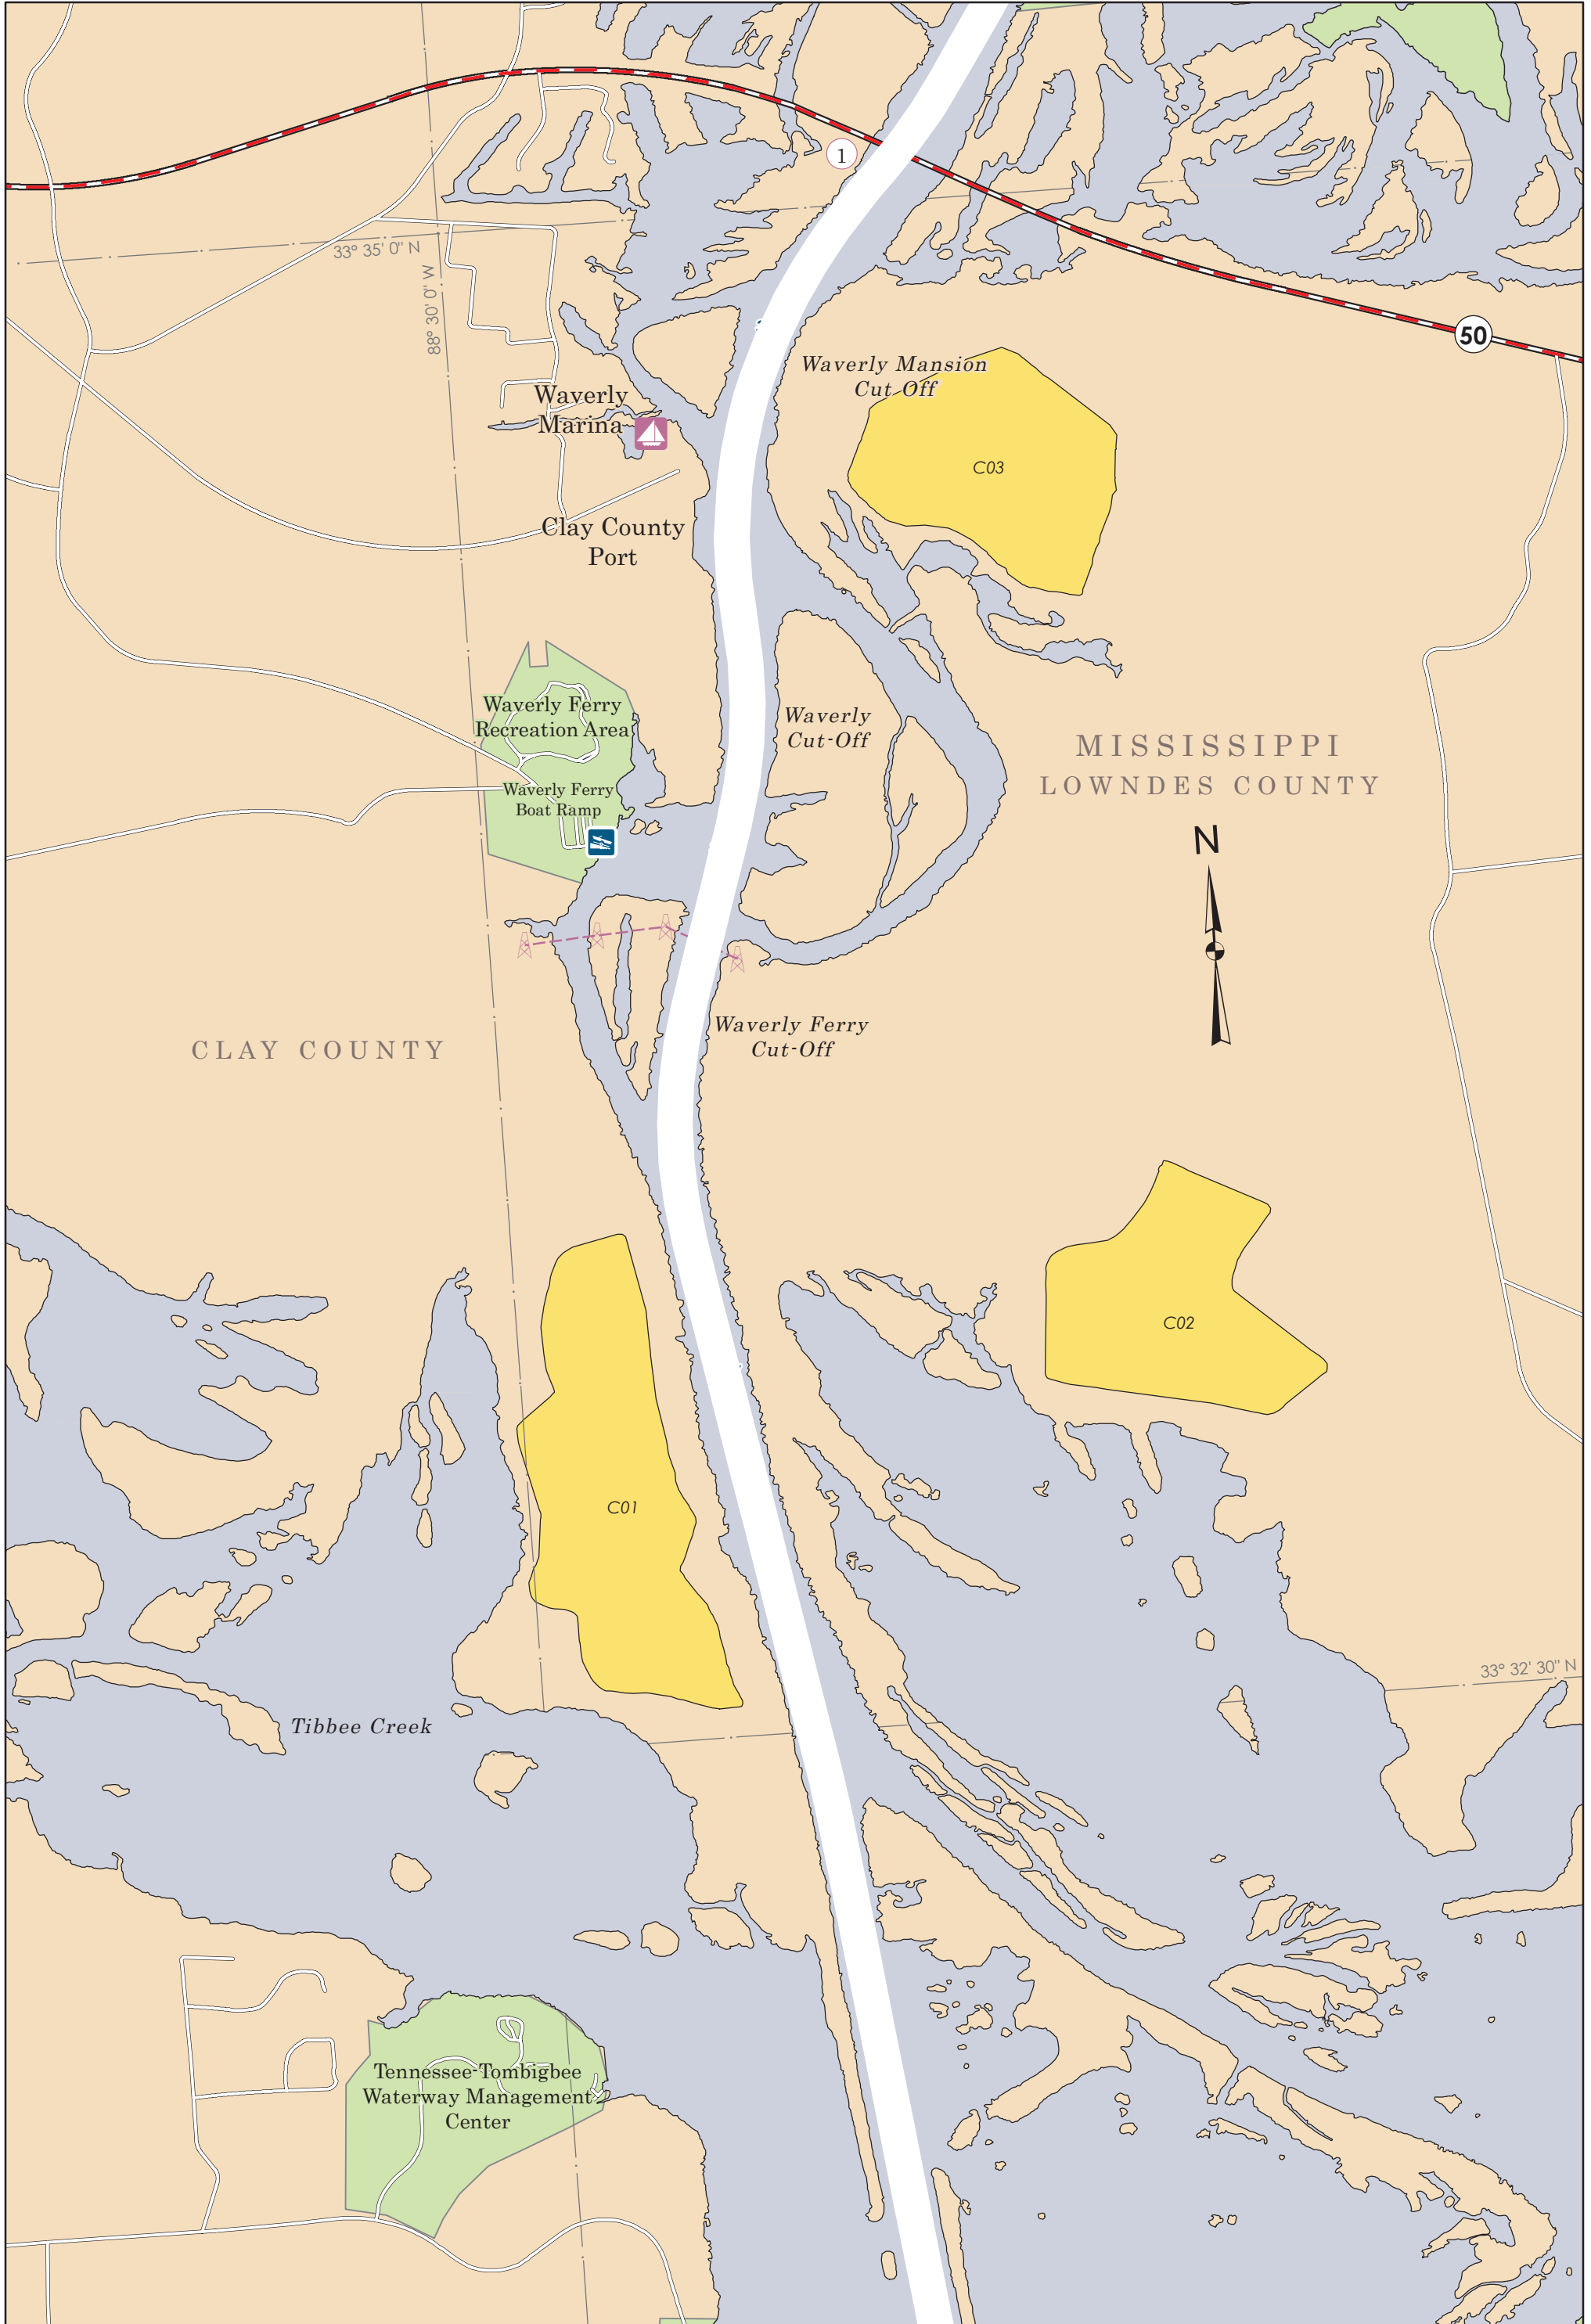 1
33° 35' 0" N
88° 30' 0" W
50
Waverly Mansion
Cut-Off
Waverly
Marina
C03
Clay County
Port
Waverly Ferry
Recreation Area
Waverly
Cut-Off
MISSISSIPPI
LOWNDES COUNTY
Waverly Ferry
Boat Ramp
N
Waverly Ferry
Cut-Off
CLAY COUNTY
C02
C01
33° 32' 30" N
Tibbee Creek
Tennessee-Tombigbee
Waterway Management
Center